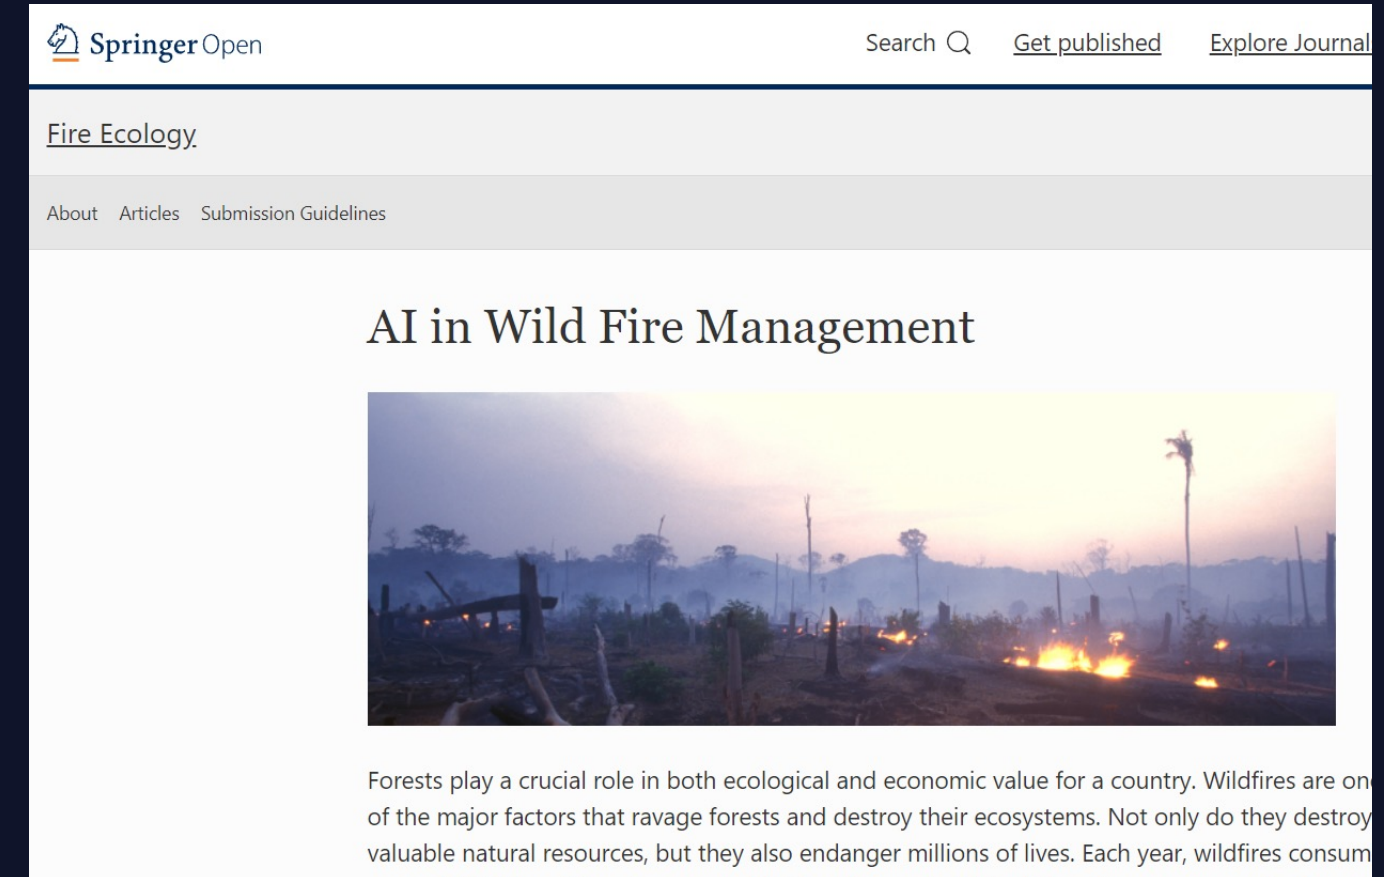 Springer Open
Search
Get published
Explore Journal
Fire Ecology
About Articles Submission Guidelines
AI in Wild Fire Management
Forests play a crucial role in both ecological and economic value for a country. Wildfires are on
of the major factors that ravage forests and destroy their ecosystems. Not only do they destroy
valuable natural resources, but they also endanger millions of lives. Each year, wildfires consum